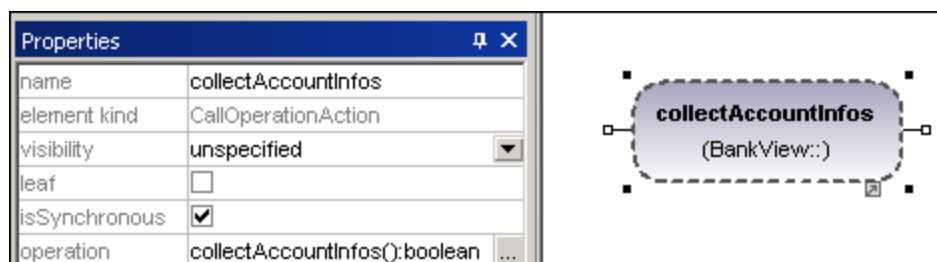 Properties
name collectAccountInfos
element kind CallOperationAction
visibility unspecified
leaf
isSynchronous
operation collectAccountInfos():boolean ...
collectAccountInfos
(BankView::)